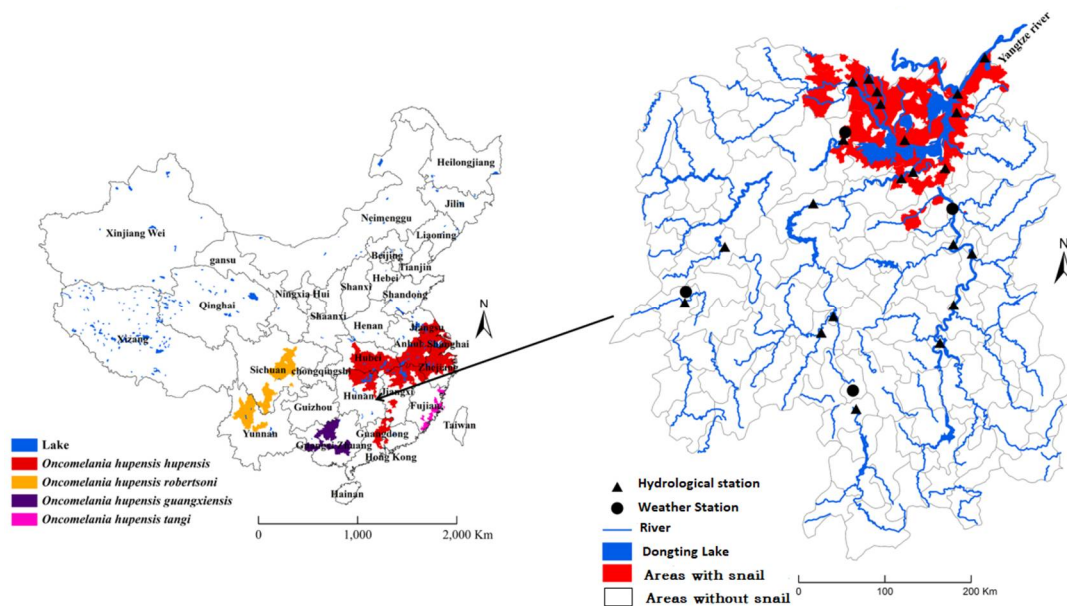 Heilongjiang
Jilin
Neimenggu
Liaoning
Xinjiang Wei
gansu
Beijing
Tianjin
Hebei
Shanxi
Ningxia Hui
Shandong
Qinghai
Shaanxi
Henan
Jiangsu
Xizang
Anhui
Shanghai
Hubei
Sichuan
chongqingshi
Zhejiang
Hunan
Jiangxi
Guizhou
Fujiang
Yunnan
Guangdong
Taiwan
Zhuang
Hong Kong
Hainan
N
Lake
Oncomelania hupensis hupensis
Oncomelania hupensis robertsoni
Oncomelania hupensis guangxiensis
Oncomelania hupensis tangi
0 1,000 2,000 Km
Yangtze river
N
Hydrological station
Weather Station
River
Dongting Lake
Areas with snail
Areas without snail
0 100 200 Km